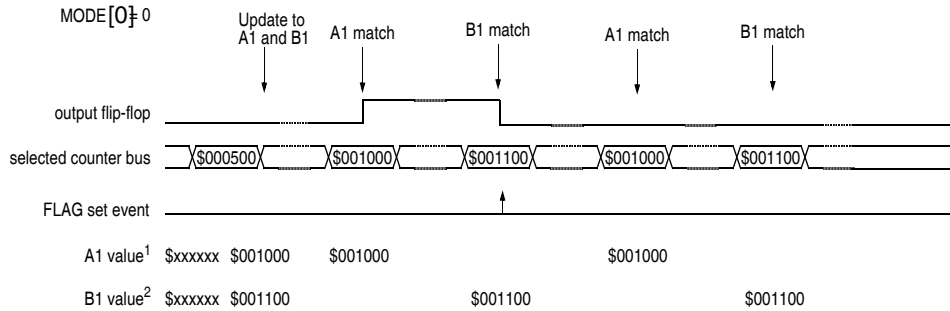 MODE[0]= 0
Update to
A1 and B1
A1 match
B1 match
A1 match
B1 match
output flip-flop
selected counter bus
$000500
$001000
$001100
$001000
$001100
FLAG set event
A1 value1 $xxxxxx $001000 $001000 $001000
B1 value2 $xxxxxx $001100 $001100 $001100